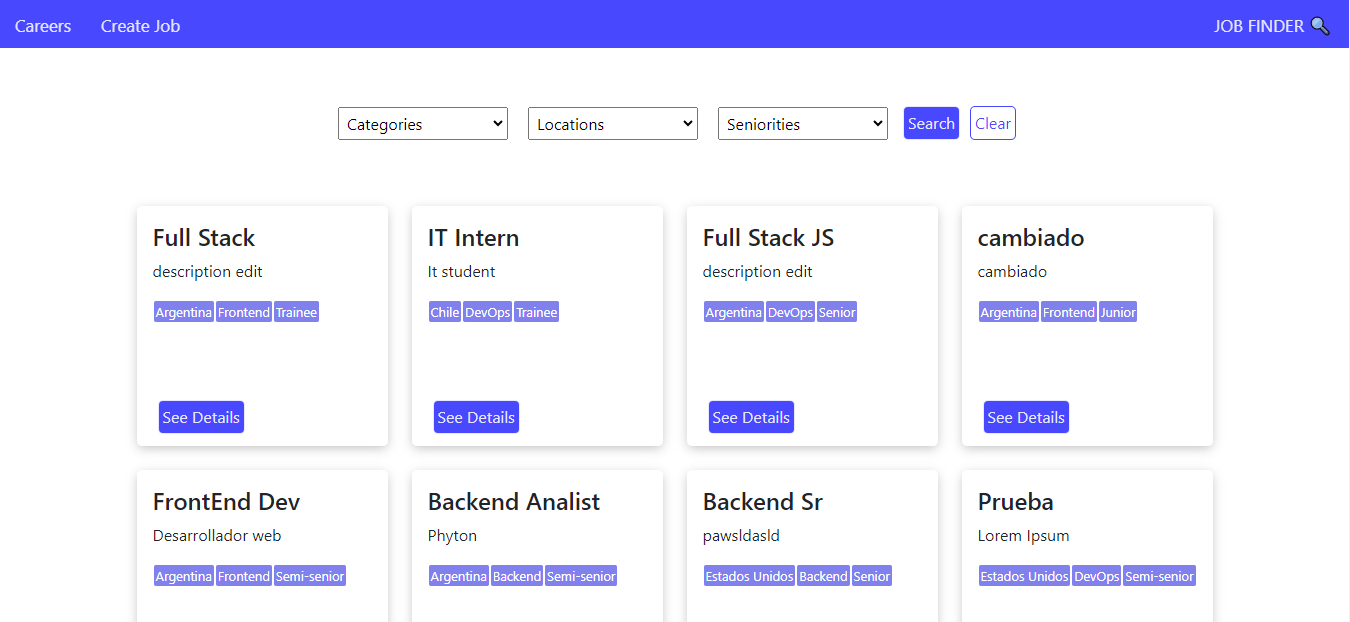 Careers Create Job JOB FINDER
Categories Locations Seniorities Search Clear
Full Stack
description edit
Argentina Frontend Trainee
See Details
IT Intern
It student
Chile DevOps Trainee
See Details
Full Stack JS
description edit
Argentina DevOps Senior
See Details
cambiado
cambiado
Argentina Frontend Junior
See Details
FrontEnd Dev
Desarrollador web
Argentina Frontend Semi-senior
Backend Analist
Phyton
Argentina Backend Semi-senior
Backend Sr
pawsldasld
Estados Unidos Backend Senior
Prueba
Lorem Ipsum
Estados Unidos DevOps Semi-senior